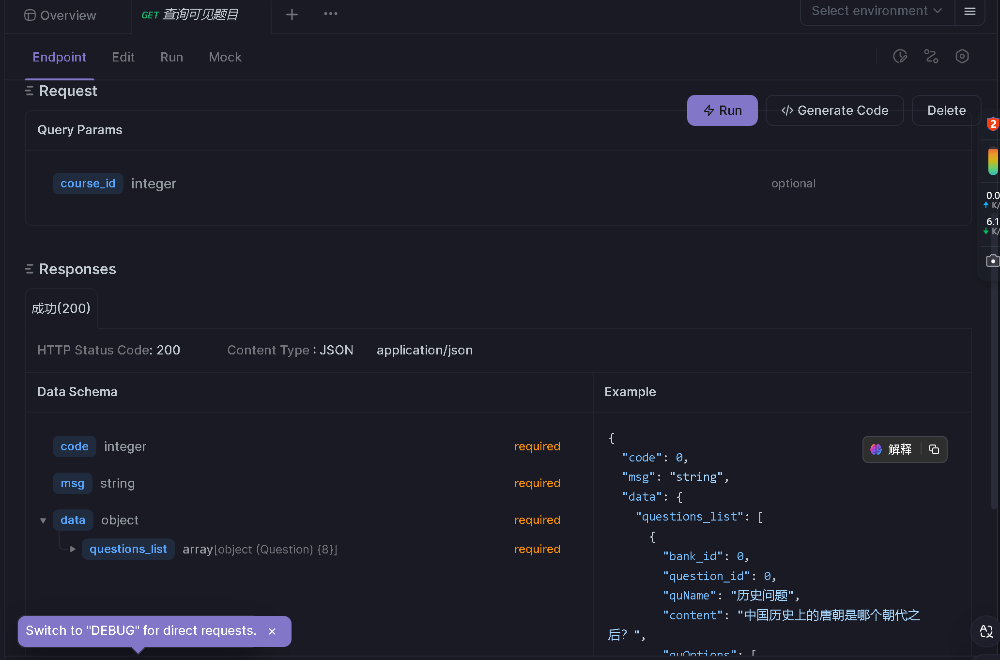 Overview
GET 查询可见题目
Select environment
Endpoint
Edit
Run
Mock
Request
Run
Generate Code
Delete
Query Params
course_id integer
optional
2
0.0
K/
6.1
K/
Responses
成功(200)
HTTP Status Code: 200
Content Type : JSON
application/json
Data Schema
Example
code integer
required
msg string
required
data object
required
questions_list array[object (Question) {8}]
required
{
"code": 0,
"msg": "string",
"data": {
"questions_list": [
{
"bank_id": 0,
"question_id": 0,
"quName": "历史问题",
"content": "中国历史上的唐朝是哪个朝代之
后? ",
"quOptions": [
解释
Switch to "DEBUG" for direct requests.